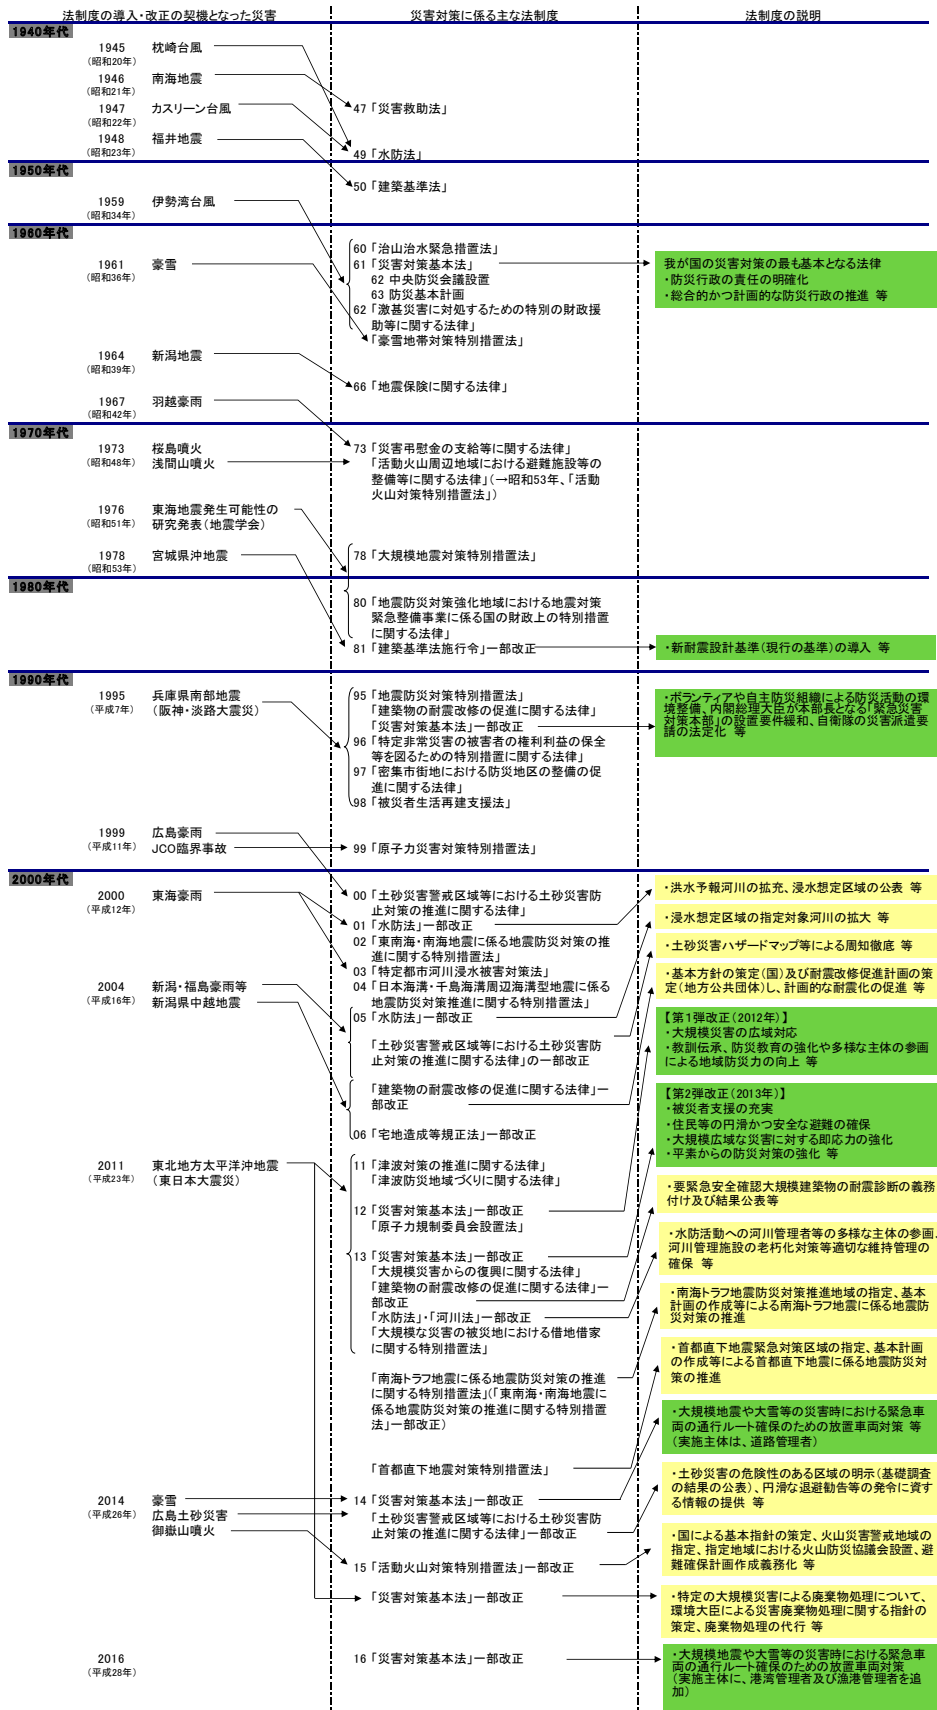 法制度の導入・改正の契機となった災害
災害対策に係る主な法制度
法制度の説明
1940年代
1945 枕崎台風
（昭和20年）
1946 南海地震
（昭和21年）
1947 カスリーン台風
（昭和22年）
47「災害救助法」
1948 福井地震
（昭和23年）
49「水防法」
1950年代
50「建築基準法」
1959 伊勢湾台風
（昭和34年）
1960年代
60「治山治水緊急措置法」
1961 豪雪
（昭和36年）
61「災害対策基本法」
62 中央防災会議設置
63 防災基本計画
62「激甚災害に対処するための特別の財政援
助等に関する法律」
「豪雪地帯対策特別措置法」
我が国の災害対策の最も基本となる法律
・防災行政の責任の明確化
・総合的かつ計画的な防災行政の推進 等
1964 新潟地震
（昭和39年）
66「地震保険に関する法律」
1967 羽越豪雨
（昭和42年）
1970年代
1973 桜島噴火
（昭和48年） 浅間山噴火
73「災害弔慰金の支給等に関する法律」
「活動火山周辺地域における避難施設等の
整備等に関する法律」（→昭和53年、「活動
火山対策特別措置法」）
1976 東海地震発生可能性の
（昭和51年） 研究発表（地震学会）
1978 宮城県沖地震
（昭和53年）
78「大規模地震対策特別措置法」
1980年代
80「地震防災対策強化地域における地震対策
緊急整備事業に係る国の財政上の特別措置
に関する法律」
81「建築基準法施行令」一部改正
・新耐震設計基準（現行の基準）の導入 等
1990年代
1995 兵庫県南部地震
（平成7年） （阪神・淡路大震災）
95「地震防災対策特別措置法」
「建築物の耐震改修の促進に関する法律」
「災害対策基本法」一部改正
96「特定非常災害の被害者の権利利益の保全
等を図るための特別措置に関する法律」
97「密集市街地における防災地区の整備の促
進に関する法律」
98「被災者生活再建支援法」
・ボランティアや自主防災組織による防災活動の環
境整備、内閣総理大臣が本部長となる「緊急災害
対策本部」の設置要件緩和、自衛隊の災害派遣要
請の法定化 等
1999 広島豪雨
（平成11年） JCO臨界事故
99「原子力災害対策特別措置法」
2000年代
2000 東海豪雨
（平成12年）
00「土砂災害警戒区域等における土砂災害防
止対策の推進に関する法律」
01「水防法」一部改正
02「東南海・南海地震に係る地震防災対策の推
進に関する特別措置法」
03「特定都市河川浸水被害対策法」
04「日本海溝・千島海溝周辺海溝型地震に係る
地震防災対策推進に関する特別措置法」
05「水防法」一部改正
「土砂災害警戒区域等における土砂災害防
止対策の推進に関する法律」の一部改正
「建築物の耐震改修の促進に関する法律」一
部改正
06「宅地造成等規正法」一部改正
2004 新潟・福島豪雨等
（平成16年） 新潟県中越地震
・洪水予報河川の拡充、浸水想定区域の公表 等
・浸水想定区域の指定対象河川の拡大 等
・土砂災害ハザードマップ等による周知徹底 等
・基本方針の策定（国）及び耐震改修促進計画の策
定（地方公共団体）し、計画的な耐震化の促進 等
【第1弾改正（2012年）】
・大規模災害の広域対応
・教訓伝承、防災教育の強化や多様な主体の参画
による地域防災力の向上 等
【第2弾改正（2013年）】
・被災者支援の充実
・住民等の円滑かつ安全な避難の確保
・大規模広域な災害に対する即応力の強化
・平素からの防災対策の強化 等
2011 東北地方太平洋沖地震
（平成23年） （東日本大震災）
11「津波対策の推進に関する法律」
「津波防災地域づくりに関する法律」
12「災害対策基本法」一部改正
「原子力規制委員会設置法」
13「災害対策基本法」一部改正
「大規模災害からの復興に関する法律」
「建築物の耐震改修の促進に関する法律」一
部改正
「水防法」・「河川法」一部改正
「大規模な災害の被災地における借地借家
に関する特別措置法」
「南海トラフ地震に係る地震防災対策の推進
に関する特別措置法」（「東南海・南海地震に
係る地震防災対策の推進に関する特別措置
法」一部改正）
「首都直下地震対策特別措置法」
・要緊急安全確認大規模建築物の耐震診断の義務
付け及び結果公表等
・水防活動への河川管理者等の多様な主体の参画、
河川管理施設の老朽化対策等適切な維持管理の
確保 等
・南海トラフ地震防災対策推進地域の指定、基本
計画の作成等による南海トラフ地震に係る地震防
災対策の推進
・首都直下地震緊急対策区域の指定、基本計画
の作成等による首都直下地震に係る地震防災対
策の推進
・大規模地震や大雪等の災害時における緊急車
両の通行ルート確保のための放置車両対策 等
（実施主体は、道路管理者）
2014 豪雪
（平成26年） 広島土砂災害
御嶽山噴火
14「災害対策基本法」一部改正
「土砂災害警戒区域等における土砂災害防
止対策の推進に関する法律」一部改正
15「活動火山対策特別措置法」一部改正
「災害対策基本法」一部改正
・土砂災害の危険性のある区域の明示（基礎調査
の結果の公表）、円滑な退避勧告等の発令に資す
る情報の提供 等
・国による基本指針の策定、火山災害警戒地域の
指定、指定地域における火山防災協議会設置、避
難確保計画作成義務化 等
・特定の大規模災害による廃棄物処理について、
環境大臣による災害廃棄物処理に関する指針の
策定、廃棄物処理の代行 等
2016
（平成28年）
16「災害対策基本法」一部改正
・大規模地震や大雪等の災害時における緊急車
両の通行ルート確保のための放置車両対策
（実施主体に、港湾管理者及び漁港管理者を追
加）